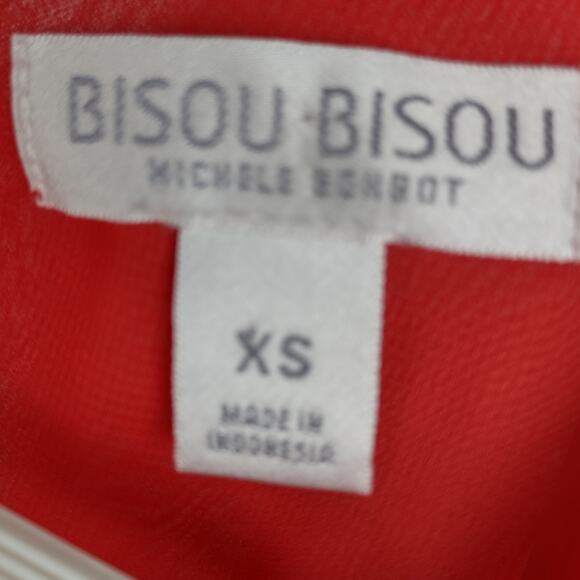 BISOU·BISOU
MICHELE BOHBOT
XS
MADE IN
INDONESIA